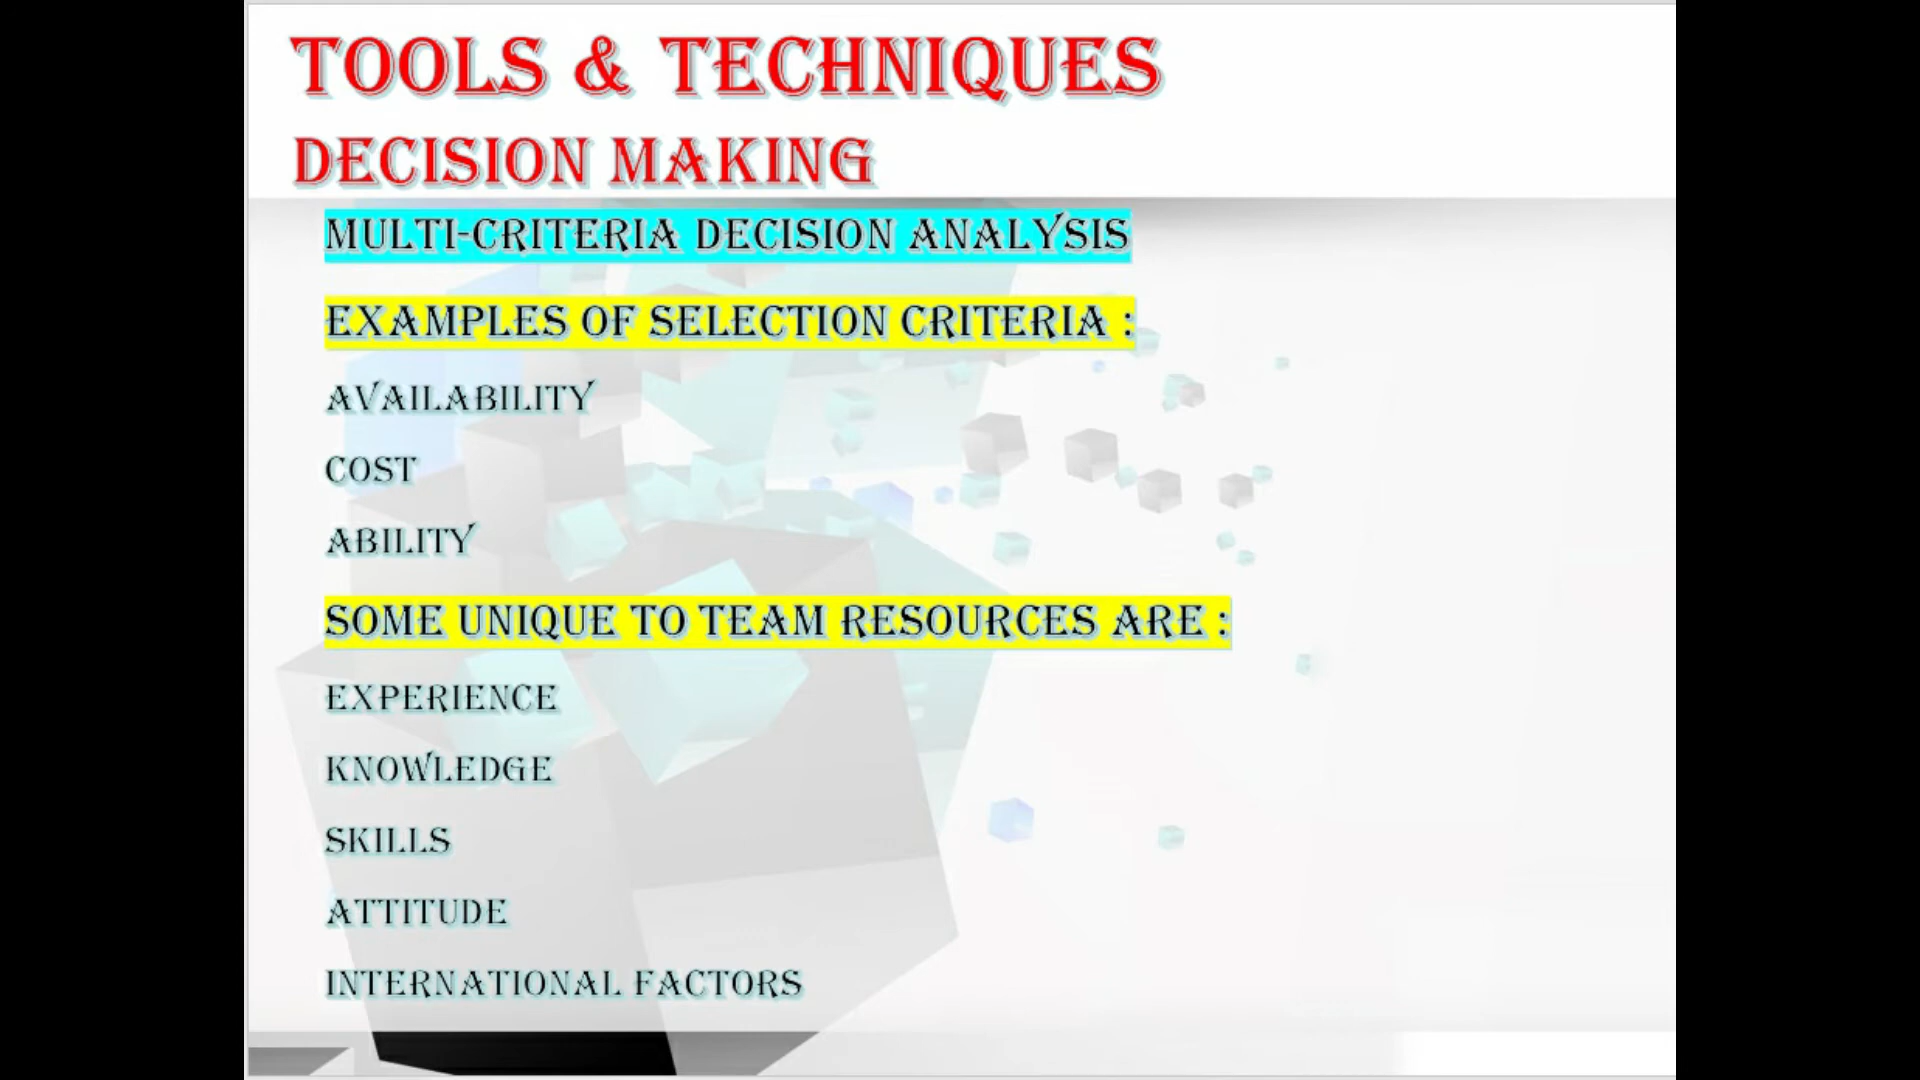 TOOLS & TECHNIQUES
DECISION MAKING
MULTI-CRITERIA DECISION ANALYSIS
EXAMPLES OF SELECTION CRITERIA :
AVAILABILITY
COST
ABILITY
SOME UNIQUE TO TEAM RESOURCES ARE :
EXPERIENCE
KNOWLEDGE
SKILLS
ATTITUDE
INTERNATIONAL FACTORS